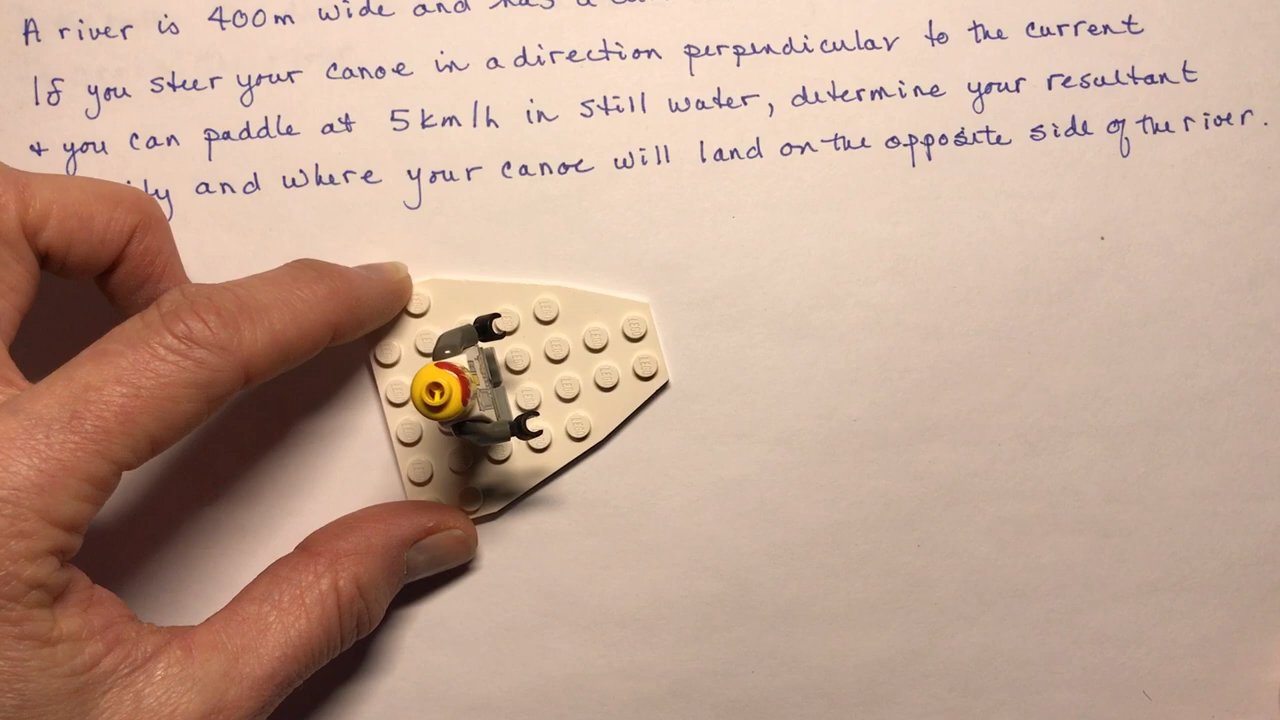 A river is 400m wide and has a
If you steer your canoe in a direction perpendicular to the current
+ you can paddle at 5km/h in still water, determine your resultant
and where your canoe will land on the opposite side of the river.